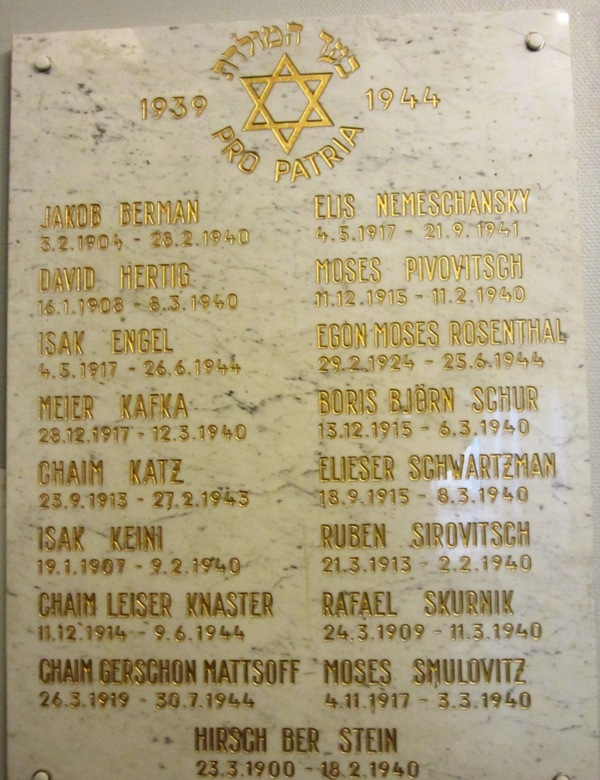 בעד המולדת
1939 1944
PRO PATRIA
JAKOB BERMAN
3.2.1904 - 28.2.1940
DAVID HERTIG
16.1.1908 - 8.3.1940
ISAK ENGEL
4.5.1917 - 26.6.1944
MEIER KAFKA
28.12.1917 - 12.3.1940
CHAIM KATZ
23.9.1913 - 27.2.1943
ISAK KEINI
19.1.1907 - 9.2.1940
CHAIM LEISER KNASTER
11.12.1914 - 9.6.1944
CHAIM GERSCHON MATTSOFF
26.3.1919 - 30.7.1944
ELIS NEMESCHANSKY
4.5.1917 - 21.9.1941
MOSES PIVOVITSCH
11.12.1915 - 11.2.1940
EGON MOSES ROSENTHAL
29.2.1924 - 25.6.1944
BORIS BJÖRN SCHUR
13.12.1915 - 6.3.1940
ELIESER SCHWARTZMAN
18.9.1915 - 8.3.1940
RUBEN SIROVITSCH
21.3.1913 - 2.2.1940
RAFAEL SKURNIK
24.3.1909 - 11.3.1940
MOSES SMULOVITZ
4.11.1917 - 3.3.1940
HIRSCH BER STEIN
23.3.1900 - 18.2.1940